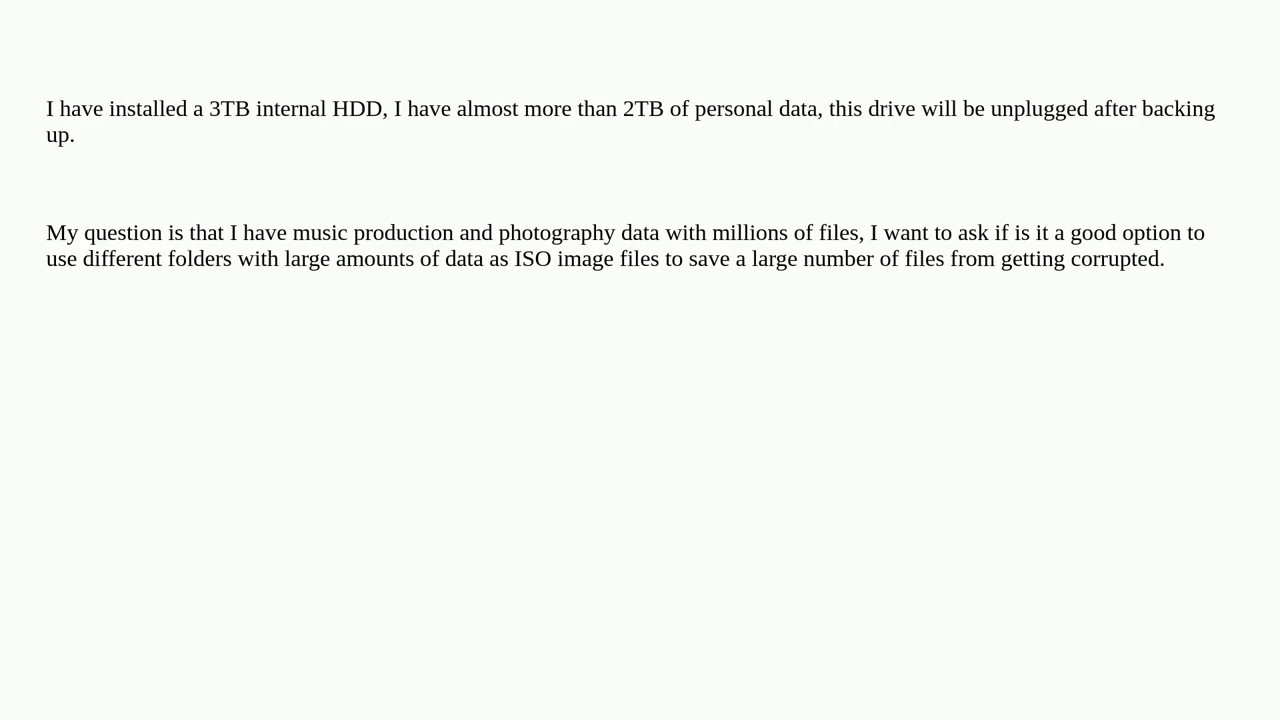 I have installed a 3TB internal HDD, I have almost more than 2TB of personal data, this drive will be unplugged after backing
up.
My question is that I have music production and photography data with millions of files, I want to ask if is it a good option to
use different folders with large amounts of data as ISO image files to save a large number of files from getting corrupted.